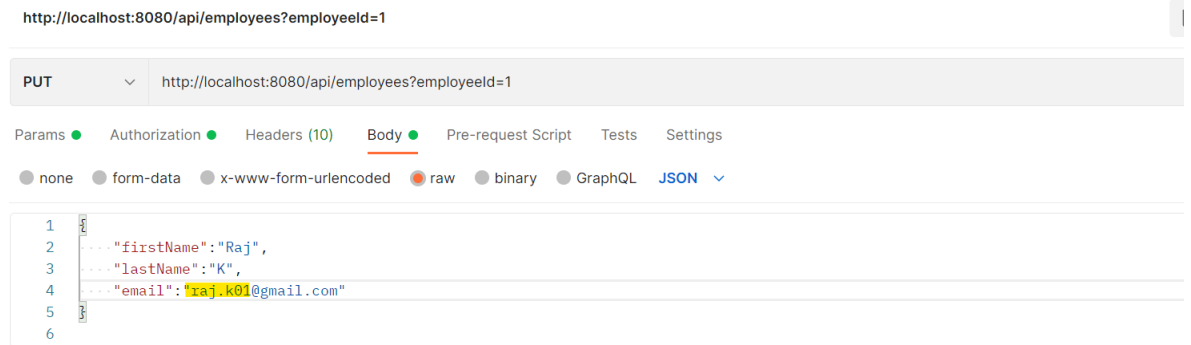 http://localhost:8080/api/employees?employeeId=1
PUT http://localhost:8080/api/employees?employeeId=1
Params Authorization Headers (10) Body Pre-request Script Tests Settings
none form-data x-www-form-urlencoded raw binary GraphQL JSON
1 {
2 "firstName":"Raj",
3 "lastName":"K",
4 "email":"raj.k01@gmail.com"
5 }
6